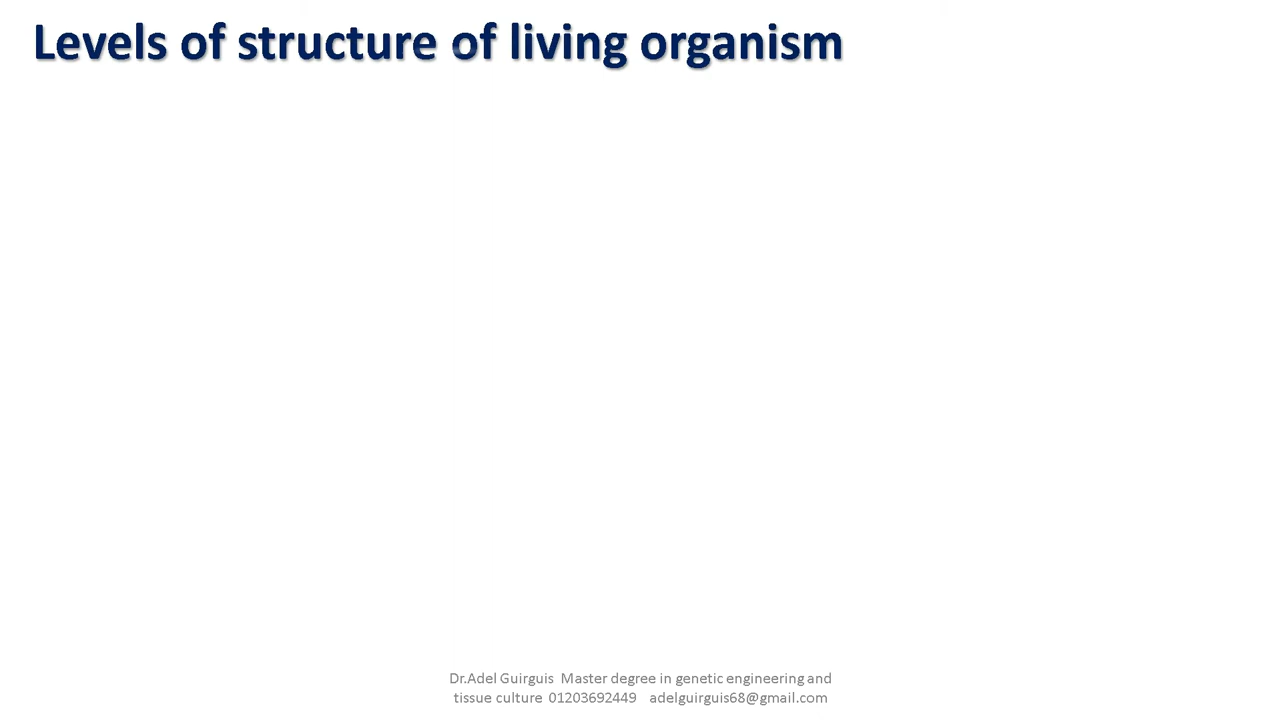 Levels of structure of living organism
Dr.Adel Guirguis  Master degree in genetic engineering and
tissue culture  01203692449    adelguirguis68@gmail.com